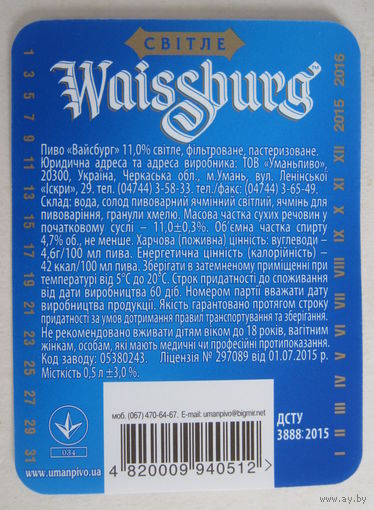 СВІТЛЕ
Waissburg™
Пиво «Вайсбург» 11,0% світле, фільтроване, пастеризоване.
Юридична адреса та адреса виробника: ТОВ «Уманьпиво»,
20300, Україна, Черкаська обл., м.Умань, вул. Ленінської
«Іскри», 29. тел. (04744) 3-58-33. тел./факс: (04744) 3-65-49.
Склад: вода, солод пивоварний ячмінний світлий, ячмінь для
пивоваріння, гранули хмелю. Масова частка сухих речовин у
початковому суслі – 11,0±0,3%. Об'ємна частка спирту
4,7% об., не менше. Харчова (поживна) цінність: вуглеводи –
4,6г/100 мл пива. Енергетична цінність (калорійність) –
42 ккал/100 мл пива. Зберігати в затемненому приміщенні при
температурі від 5°С до 20°С. Строк придатності до споживання
від дати виробництва 60 діб. Номером партії вважати дату
виробництва продукції. Якість гарантовано протягом строку
придатності за умов дотримання правил транспортування та зберігання.
Не рекомендовано вживати дітям віком до 18 років, вагітним
жінкам, особам, які мають медичні чи професійні протипоказання.
Код заводу: 05380243. Ліцензія № 297089 від 01.07.2015 р.
Місткість 0,5 л ±3,0 %.
моб. (067) 470-64-67. E-mail: umanpivo@bigmir.net
084
www.umanpivo.ua
4 820009 940512 >
ДСТУ
3888:2015
1 3 5 7 9 11 13 15 17 19 21 23 25 27 29 31
I II III IV V VI VII VIII IX X XI XII 2015 2016
www.ay.by